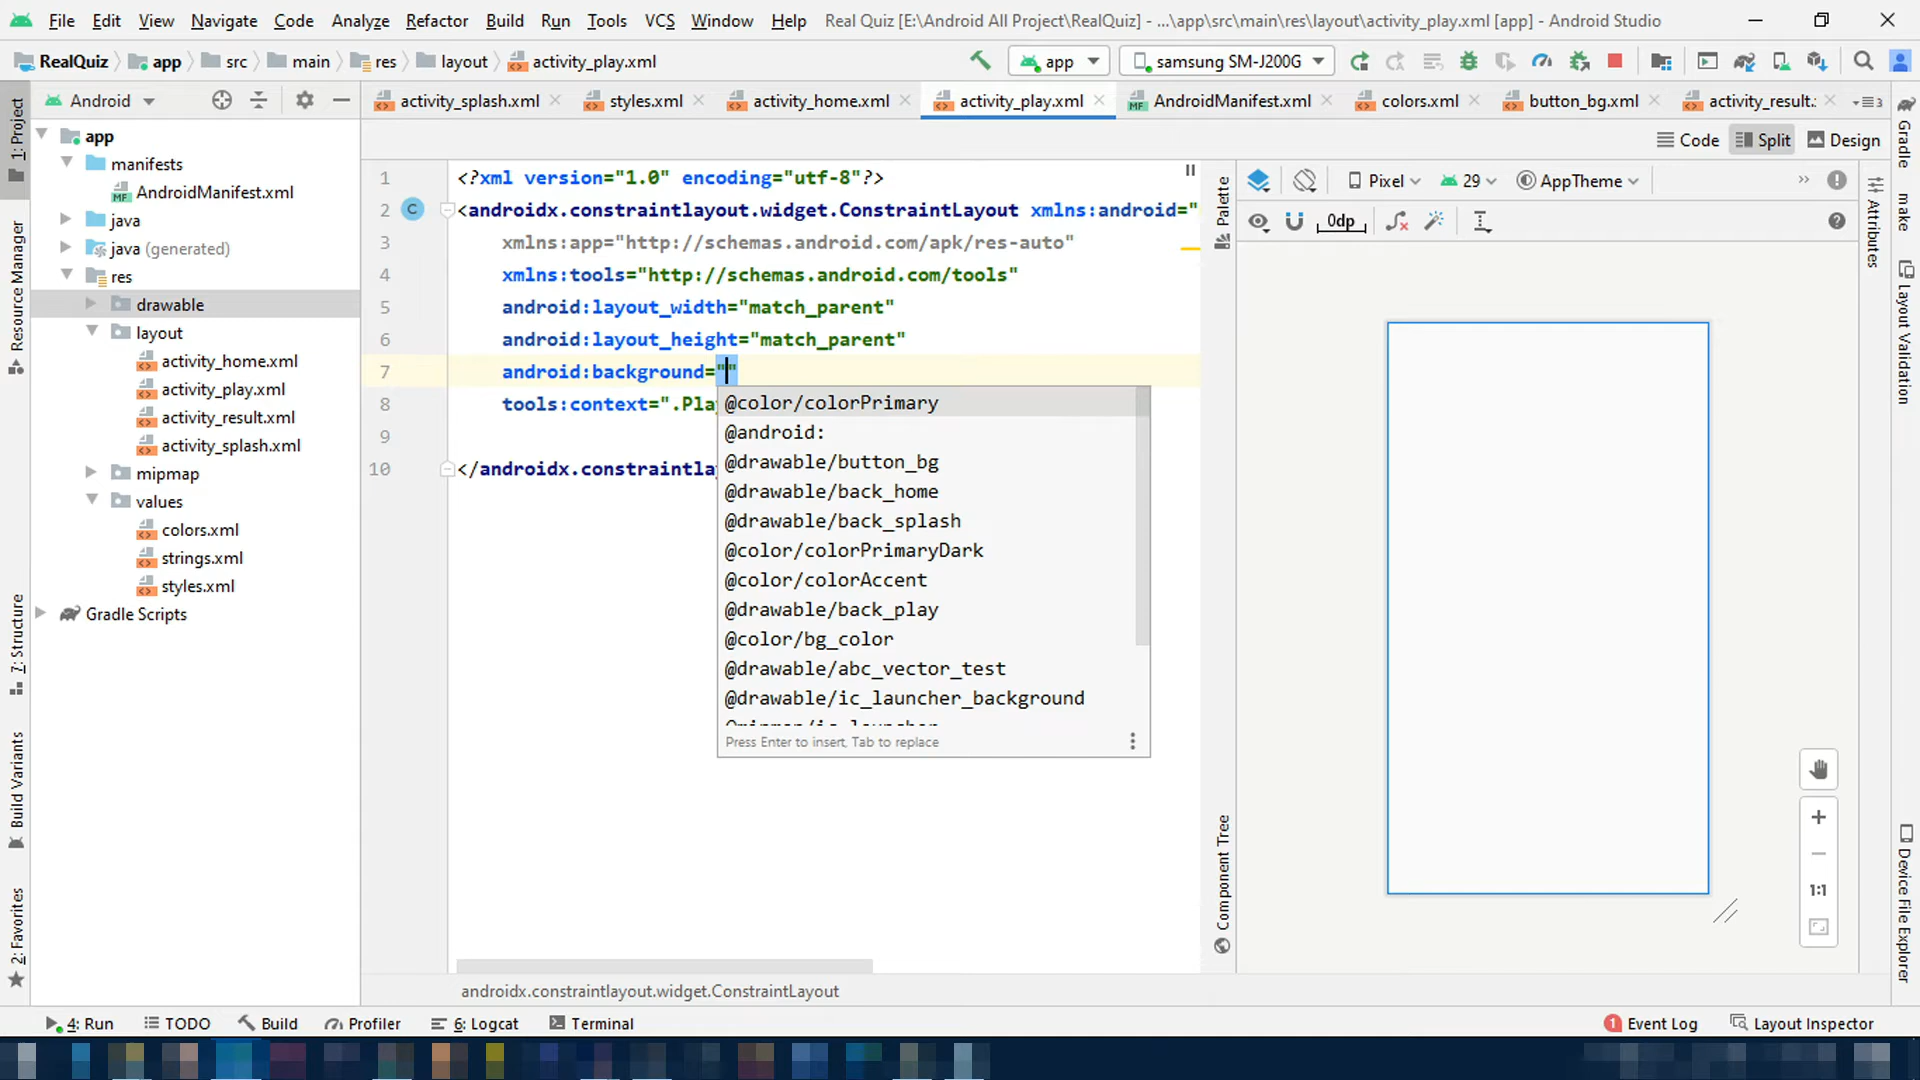 File Edit View Navigate Code Analyze Refactor Build Run Tools VCS Window Help Real Quiz [E:\Android All Project\RealQuiz] - ...\app\src\main\res\layout\activity_play.xml [app] - Android Studio
RealQuiz app src main res layout activity_play.xml app samsung SM-J200G
Android activity_splash.xml styles.xml activity_home.xml activity_play.xml AndroidManifest.xml colors.xml button_bg.xml activity_result.: 3
Code Split Design
1: Project
Resource Manager
7: Structure
Build Variants
2: Favorites
app
manifests
AndroidManifest.xml
java
java (generated)
res
drawable
layout
activity_home.xml
activity_play.xml
activity_result.xml
activity_splash.xml
mipmap
values
colors.xml
strings.xml
styles.xml
Gradle Scripts
1 <?xml version="1.0" encoding="utf-8"?>
2 C <androidx.constraintlayout.widget.ConstraintLayout xmlns:android="
3 xmlns:app="http://schemas.android.com/apk/res-auto"
4 xmlns:tools="http://schemas.android.com/tools"
5 android:layout_width="match_parent"
6 android:layout_height="match_parent"
7 android:background=""
8 tools:context=".Pla
9
10 </androidx.constraintla
@color/colorPrimary
@android:
@drawable/button_bg
@drawable/back_home
@drawable/back_splash
@color/colorPrimaryDark
@color/colorAccent
@drawable/back_play
@color/bg_color
@drawable/abc_vector_test
@drawable/ic_launcher_background
Press Enter to insert, Tab to replace
androidx.constraintlayout.widget.ConstraintLayout
Palette
Component Tree
Pixel 29 AppTheme
0dp
1:1
Attributes
Gradle
make
Layout Validation
Device File Explorer
4: Run TODO Build Profiler 6: Logcat Terminal 1 Event Log Layout Inspector